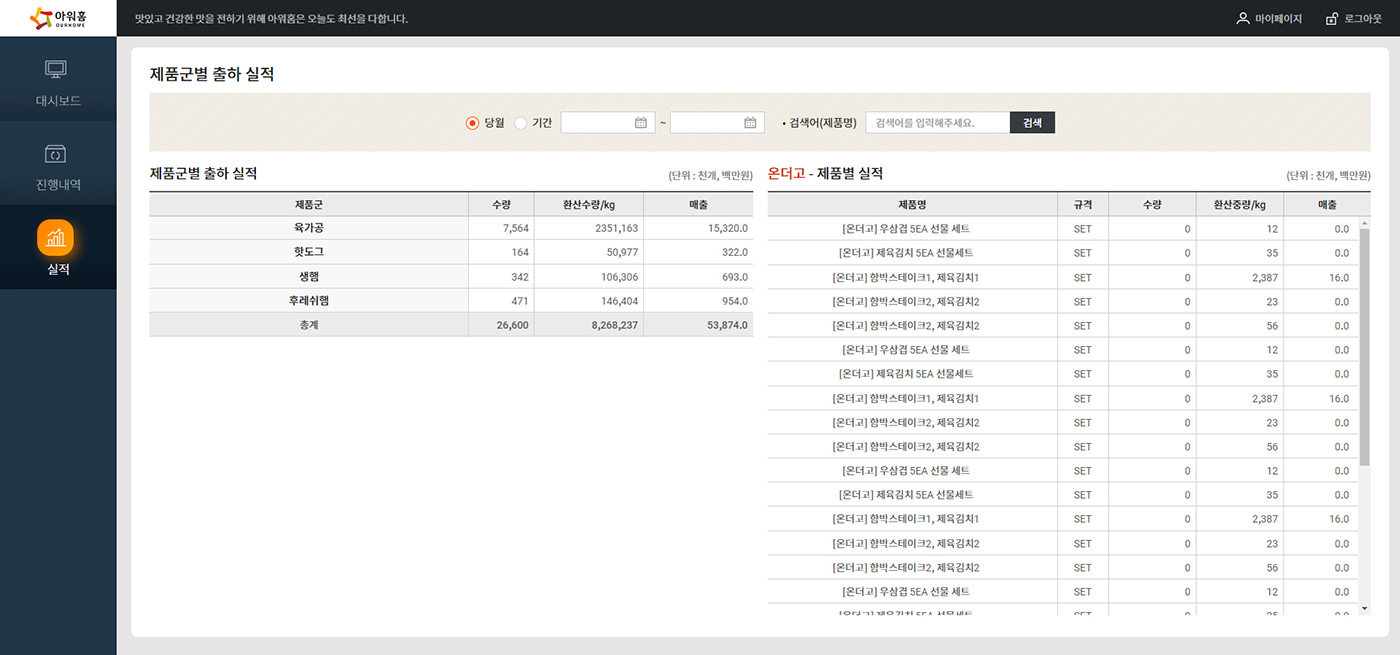 아워홈
OURHOME
맛있고 건강한 맛을 전하기 위해 아워홈은 오늘도 최선을 다합니다.
마이페이지
로그아웃
대시보드
진행내역
실적
제품군별 출하 실적
당월 기간 ~ • 검색어(제품명) 검색어를 입력해주세요. 검색
제품군별 출하 실적 (단위 : 천개, 백만원)
제품군 수량 환산수량/kg 매출
육가공 7,564 2351,163 15,320.0
핫도그 164 50,977 322.0
생햄 342 106,306 693.0
후레쉬햄 471 146,404 954.0
총계 26,600 8,268,237 53,874.0
온더고 - 제품별 실적 (단위 : 천개, 백만원)
제품명 규격 수량 환산중량/kg 매출
[온더고] 우삼겹 5EA 선물 세트 SET 0 12 0.0
[온더고] 제육김치 5EA 선물세트 SET 0 35 0.0
[온더고] 함박스테이크1, 제육김치1 SET 0 2,387 16.0
[온더고] 함박스테이크2, 제육김치2 SET 0 23 0.0
[온더고] 함박스테이크2, 제육김치2 SET 0 56 0.0
[온더고] 우삼겹 5EA 선물 세트 SET 0 12 0.0
[온더고] 제육김치 5EA 선물세트 SET 0 35 0.0
[온더고] 함박스테이크1, 제육김치1 SET 0 2,387 16.0
[온더고] 함박스테이크2, 제육김치2 SET 0 23 0.0
[온더고] 함박스테이크2, 제육김치2 SET 0 56 0.0
[온더고] 우삼겹 5EA 선물 세트 SET 0 12 0.0
[온더고] 제육김치 5EA 선물세트 SET 0 35 0.0
[온더고] 함박스테이크1, 제육김치1 SET 0 2,387 16.0
[온더고] 함박스테이크2, 제육김치2 SET 0 23 0.0
[온더고] 함박스테이크2, 제육김치2 SET 0 56 0.0
[온더고] 우삼겹 5EA 선물 세트 SET 0 12 0.0